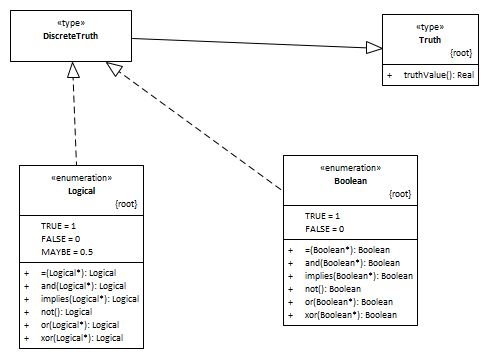 «type»
DiscreteTruth
«type»
Truth
{root}
+ truthValue(): Real
«enumeration»
Logical
{root}
TRUE = 1
FALSE = 0
MAYBE = 0.5
+ =(Logical*): Logical
+ and(Logical*): Logical
+ implies(Logical*): Logical
+ not(): Logical
+ or(Logical*): Logical
+ xor(Logical*): Logical
«enumeration»
Boolean
{root}
TRUE = 1
FALSE = 0
+ =(Boolean*): Boolean
+ and(Boolean*): Boolean
+ implies(Boolean*): Boolean
+ not(): Boolean
+ or(Boolean*): Boolean
+ xor(Boolean*): Boolean